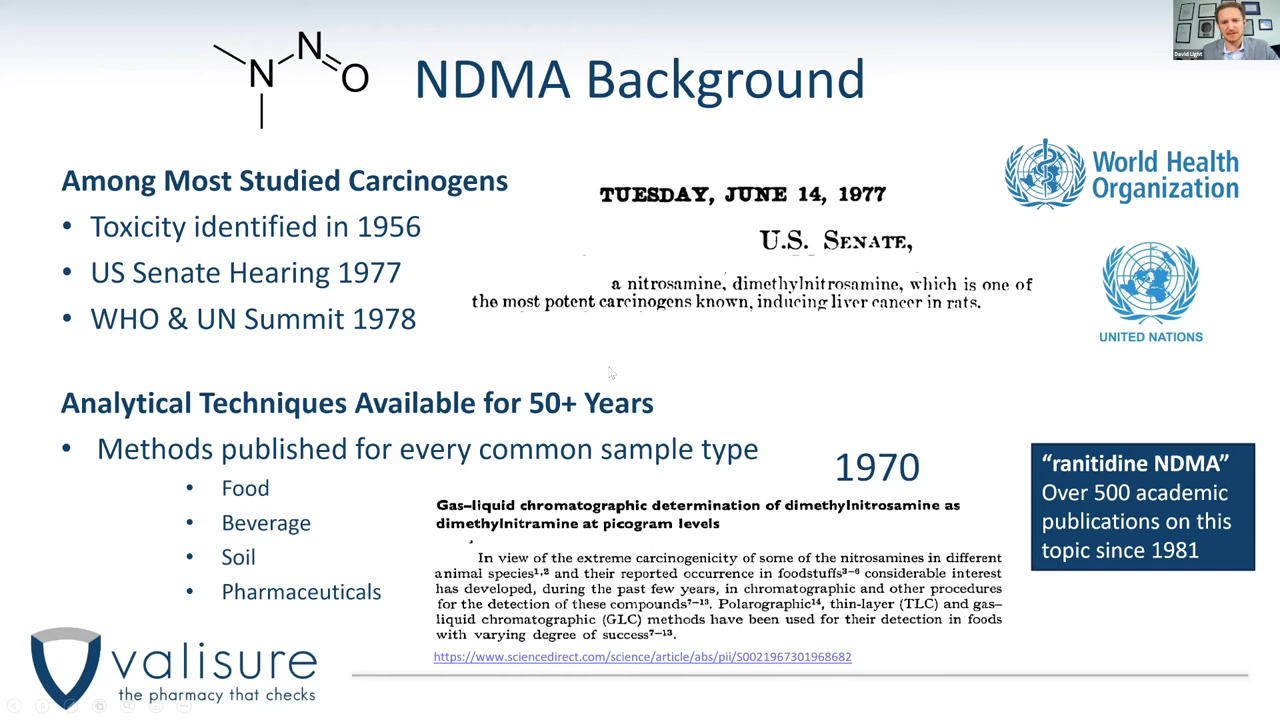 N
N
O
NDMA Background
David Light
Among Most Studied Carcinogens
• Toxicity identified in 1956
• US Senate Hearing 1977
• WHO & UN Summit 1978
TUESDAY, JUNE 14, 1977
U.S. SENATE,
a nitrosamine, dimethylnitrosamine, which is one of
the most potent carcinogens known, inducing liver cancer in rats.
World Health
Organization
UNITED NATIONS
Analytical Techniques Available for 50+ Years
• Methods published for every common sample type
• Food
• Beverage
• Soil
• Pharmaceuticals
1970
Gas–liquid chromatographic determination of dimethylnitrosamine as
dimethylnitramine at picogram levels
In view of the extreme carcinogenicity of some of the nitrosamines in different
animal species1,2 and their reported occurrence in foodstuffs3–6 considerable interest
has developed, during the past few years, in chromatographic and other procedures
for the detection of these compounds7–13. Polarographic14, thin-layer (TLC) and gas–
liquid chromatographic (GLC) methods have been used for their detection in foods
with varying degree of success7–13.
https://www.sciencedirect.com/science/article/abs/pii/S0021967301968682
“ranitidine NDMA”
Over 500 academic
publications on this
topic since 1981
valisure
the pharmacy that checks